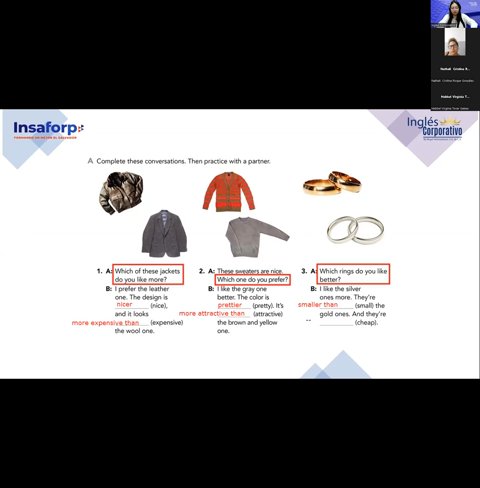 Insaforp
Inglés
Corporativo
A Complete these conversations. Then practice with a partner.
1. A: Which of these jackets
do you like more?
B: I prefer the leather
one. The design is
nicer (nice),
and it looks
more expensive than (expensive)
the wool one.
2. A: These sweaters are nice.
Which one do you prefer?
B: I like the gray one
better. The color is
prettier (pretty). It's
more attractive than (attractive)
the brown and yellow
one.
3. A: Which rings do you like
better?
B: I like the silver
ones more. They're
smaller than (small) the
gold ones. And they're
(cheap).